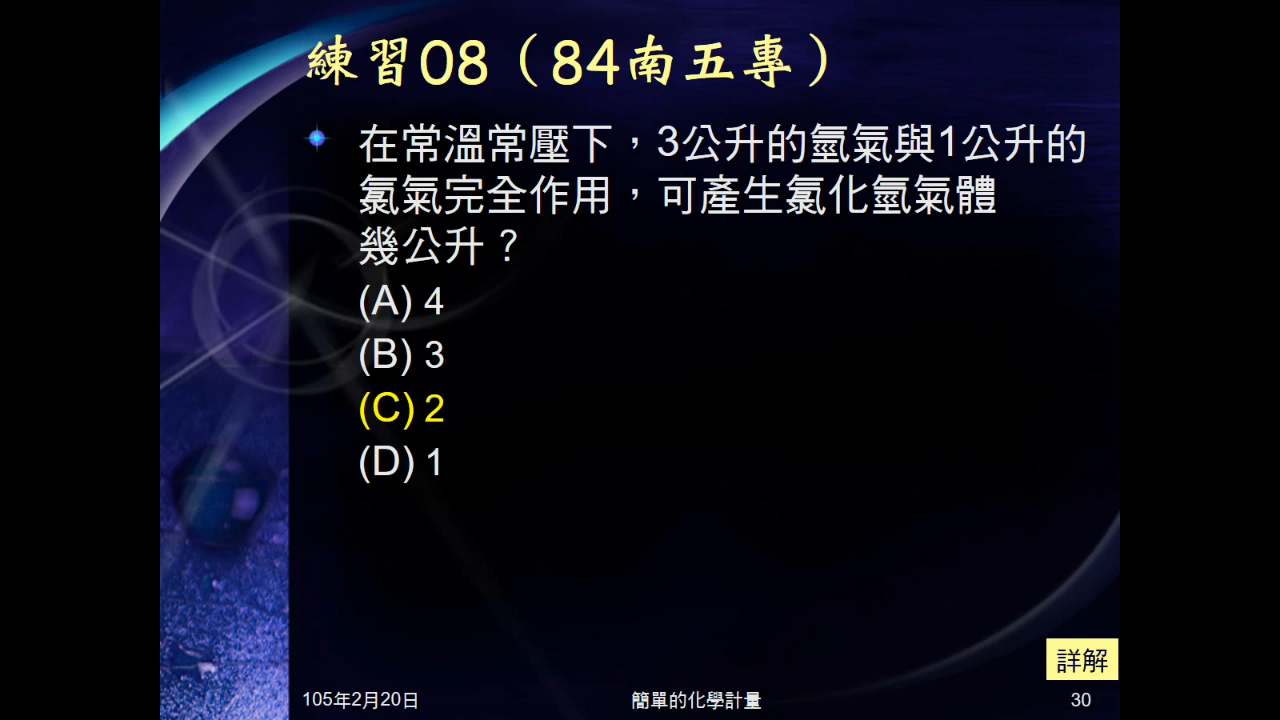 練習08（84南五專）
在常溫常壓下，3公升的氫氣與1公升的
氯氣完全作用，可產生氯化氫氣體
幾公升？
(A) 4
(B) 3
(C) 2
(D) 1
詳解
105年2月20日
簡單的化學計量
30